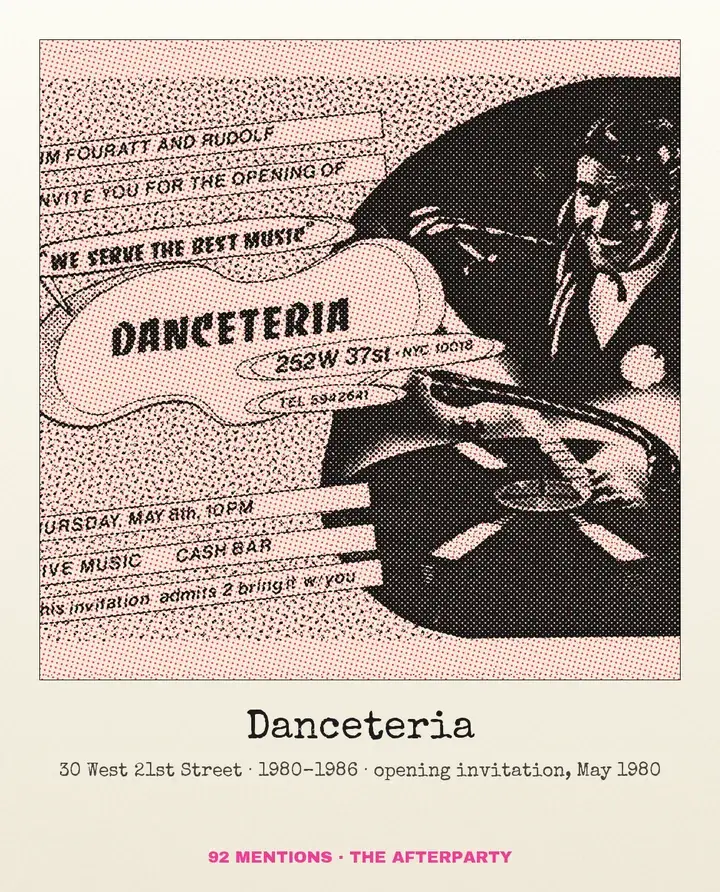 IM FOURATT AND RUDOLF
NVITE YOU FOR THE OPENING OF
"WE SERVE THE BEST MUSIC"
DANCETERIA
252W 37st · NYC 10018
TEL 5942641
URSDAY, MAY 8th, 10PM
IVE MUSIC CASH BAR
his invitation admits 2 bring it w/ you
Danceteria
30 West 21st Street · 1980–1986 · opening invitation, May 1980
92 MENTIONS · THE AFTERPARTY